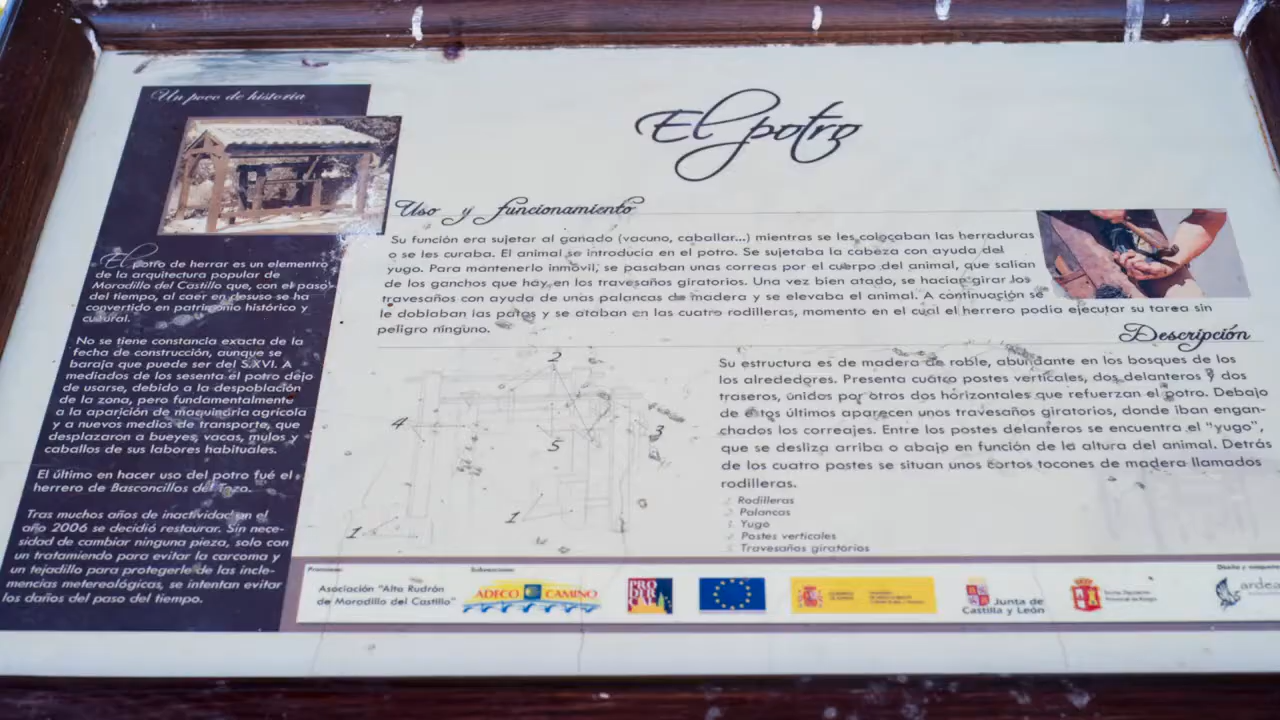 Un poco de historia
El potro de herrar es un elemento
de la arquitectura popular de
Moradillo del Castillo que, con el paso
del tiempo, al caer en desuso se ha
convertido en patrimonio histórico y
cultural.
No se tiene constancia exacta de la
fecha de construcción, aunque se
baraja que puede ser del S.XVI. A
mediados de los sesenta el potro dejo
de usarse, debido a la despoblación
de la zona, pero fundamentalmente
a la aparición de maquinaria agrícola
y a nuevos medios de transporte, que
desplazaron a bueyes, vacas, mulos y
caballos de sus labores habituales.
El último en hacer uso del potro fué el
herrero de Basconcillos del Tozo.
Tras muchos años de inactividad en el
año 2006 se decidió restaurar. Sin nece-
sidad de cambiar ninguna pieza, solo con
un tratamiendo para evitar la carcoma y
un tejadillo para protegerle de las incle-
mencias metereológicas, se intentan evitar
los daños del paso del tiempo.
El potro
Uso y funcionamiento
Su función era sujetar al ganado (vacuno, caballar...) mientras se les colocaban las herraduras
o se les curaba. El animal se introducía en el potro. Se sujetaba la cabeza con ayuda del
yugo. Para mantenerlo inmóvil, se pasaban unas correas por el cuerpo del animal, que salían
de los ganchos que hay en los travesaños giratorios. Una vez bien atado, se hacían girar los
travesaños con ayuda de unas palancas de madera y se elevaba el animal. A continuación se
le doblaban las patas y se ataban en las cuatro rodilleras, momento en el cual el herrero podía ejecutar su tarea sin
peligro ninguno.
Descripción
Su estructura es de madera de roble, abundante en los bosques de los
los alrededores. Presenta cuatro postes verticales, dos delanteros y dos
traseros, unidos por otros dos horizontales que refuerzan el potro. Debajo
de estos últimos aparecen unos travesaños giratorios, donde iban engan-
chados los correajes. Entre los postes delanteros se encuentra el "yugo",
que se desliza arriba o abajo en función de la altura del animal. Detrás
de los cuatro postes se situan unos cortos tocones de madera llamados
rodilleras.
1 Rodilleras
2 Palancas
3 Yugo
4 Postes verticales
5 Travesaños giratorios
2
4
5
3
1
1
Asociación "Alto Rudrón
de Moradillo del Castillo"
ADECO CAMINO
PRO
DER
CAL
Junta de
Castilla y León
ardea